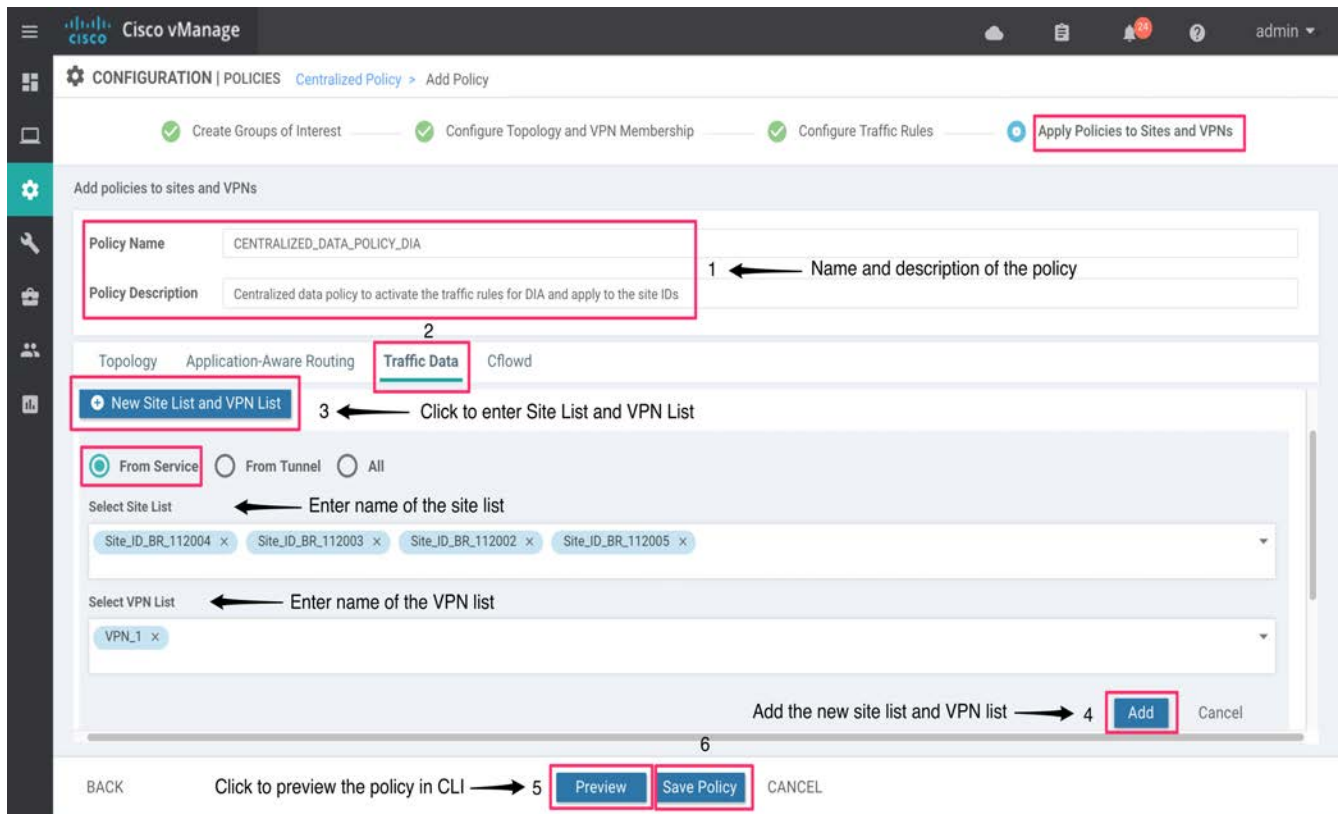 cisco Cisco vManage 24 admin
CONFIGURATION | POLICIES Centralized Policy > Add Policy
Create Groups of Interest Configure Topology and VPN Membership Configure Traffic Rules Apply Policies to Sites and VPNs
Add policies to sites and VPNs
Policy Name CENTRALIZED_DATA_POLICY_DIA
1 Name and description of the policy
Policy Description Centralized data policy to activate the traffic rules for DIA and apply to the site IDs
2
Topology Application-Aware Routing Traffic Data Cflowd
New Site List and VPN List 3 Click to enter Site List and VPN List
From Service From Tunnel All
Select Site List Enter name of the site list
Site_ID_BR_112004 × Site_ID_BR_112003 × Site_ID_BR_112002 × Site_ID_BR_112005 ×
Select VPN List Enter name of the VPN list
VPN_1 ×
Add the new site list and VPN list 4 Add Cancel
6
BACK Click to preview the policy in CLI 5 Preview Save Policy CANCEL